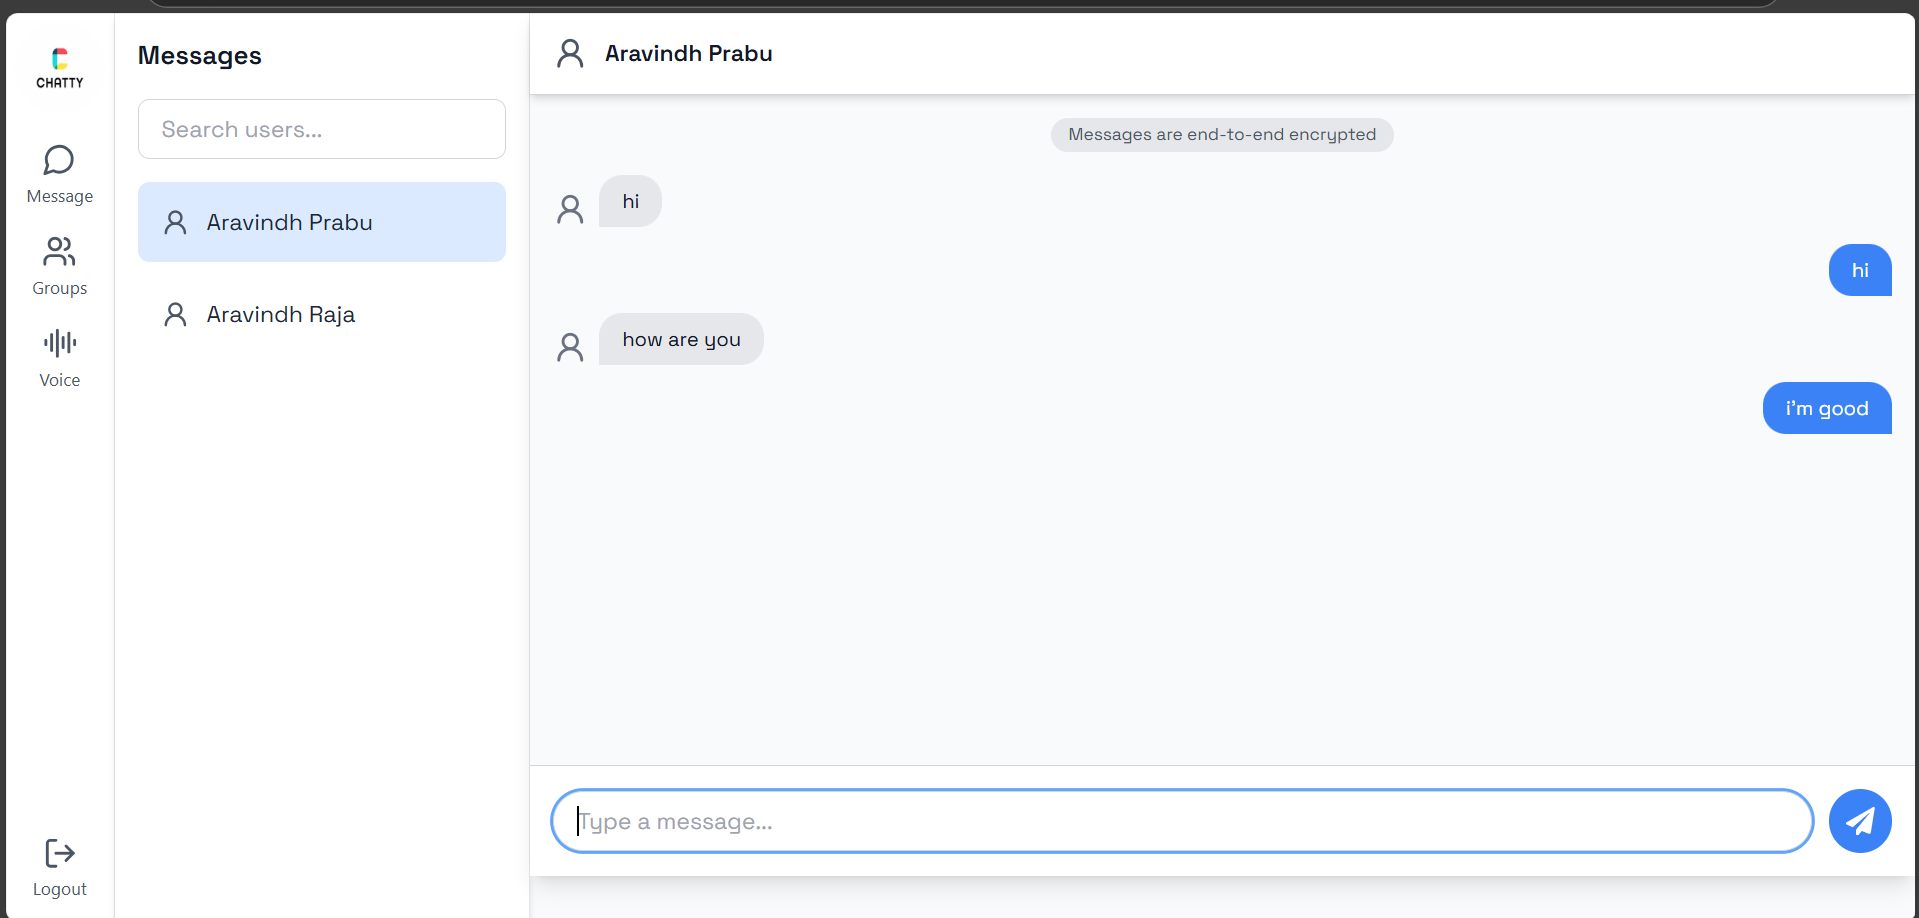 CHATTY
Message
Groups
Voice
Logout
Messages
Search users...
Aravindh Prabu
Aravindh Raja
Aravindh Prabu
Messages are end-to-end encrypted
hi
hi
how are you
i'm good
Type a message...